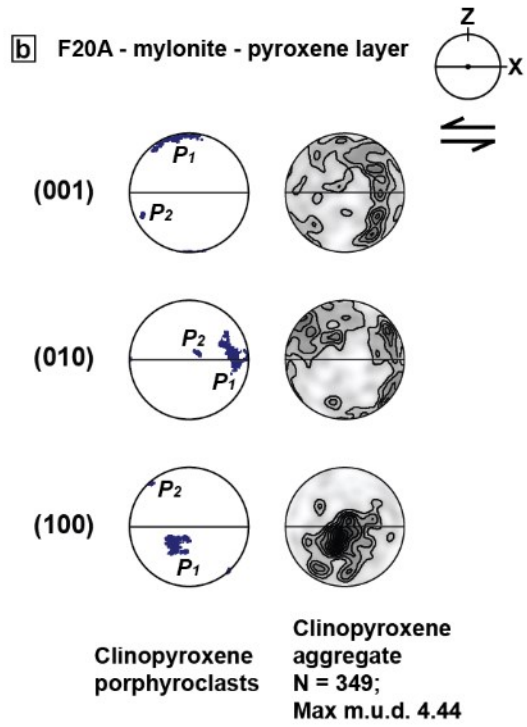 b F20A - mylonite - pyroxene layer
Z
X
(001)
P1
P2
(010)
P2
P1
(100)
P2
P1
Clinopyroxene
porphyroclasts
Clinopyroxene
aggregate
N = 349;
Max m.u.d. 4.44